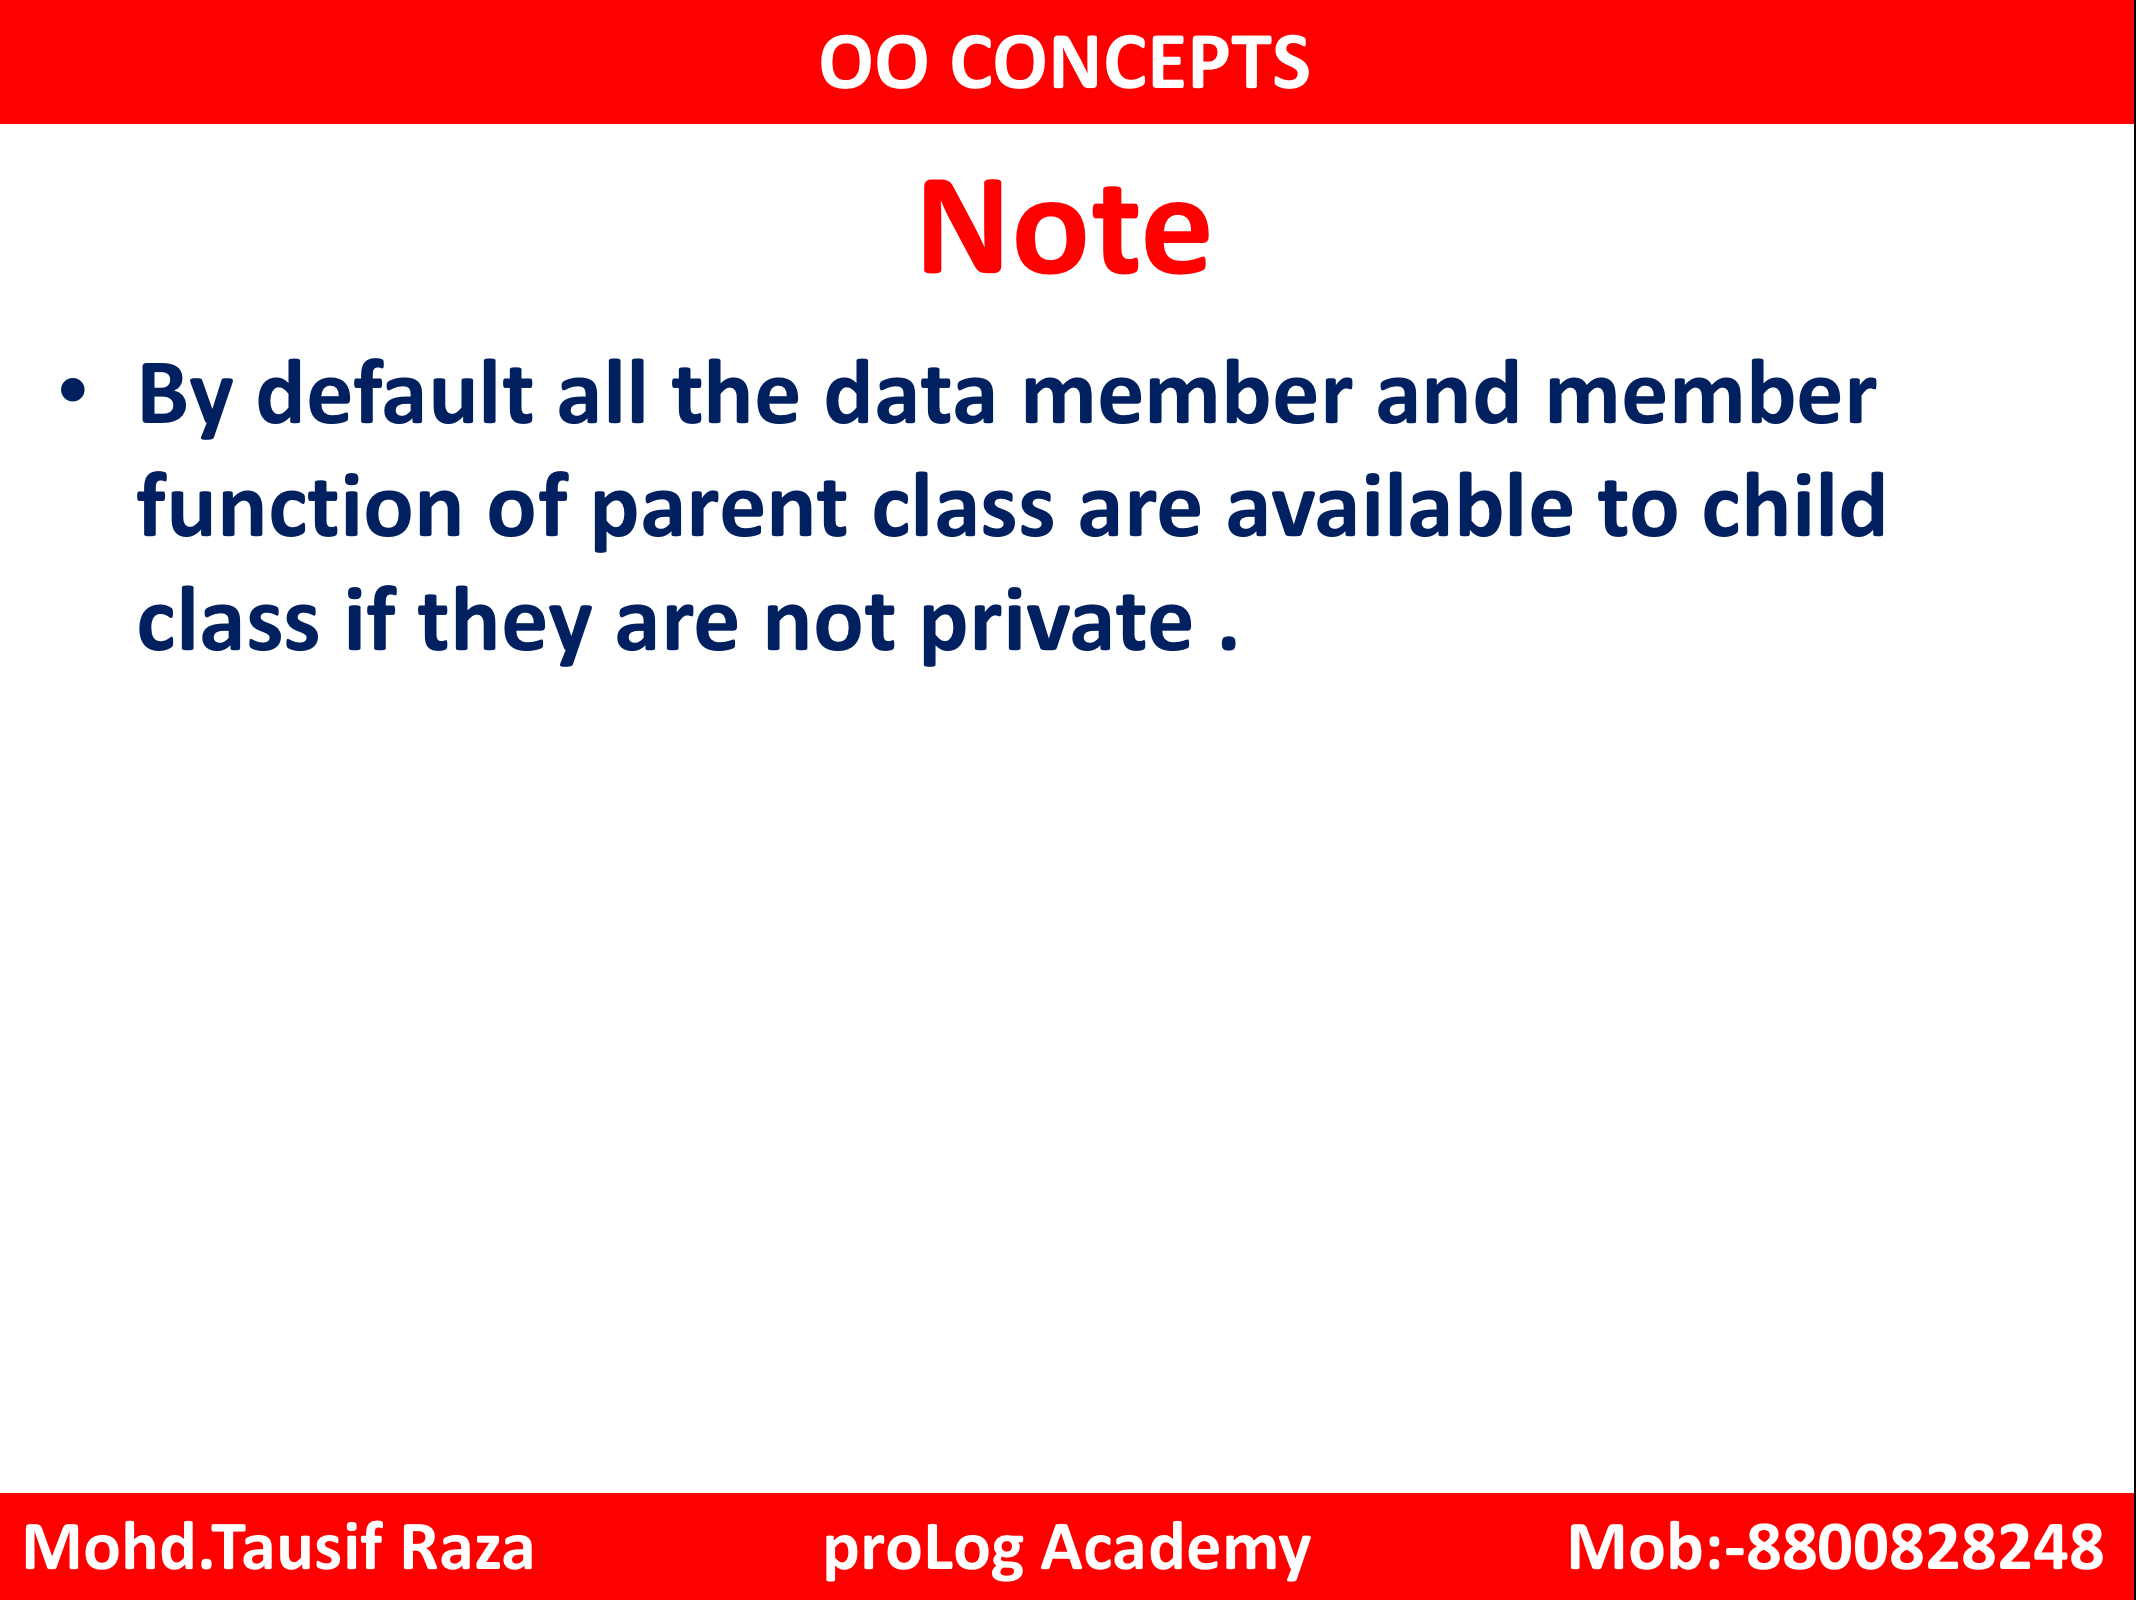 OO CONCEPTS
Note
• By default all the data member and member
function of parent class are available to child
class if they are not private .
Mohd.Tausif Raza proLog Academy Mob:-8800828248